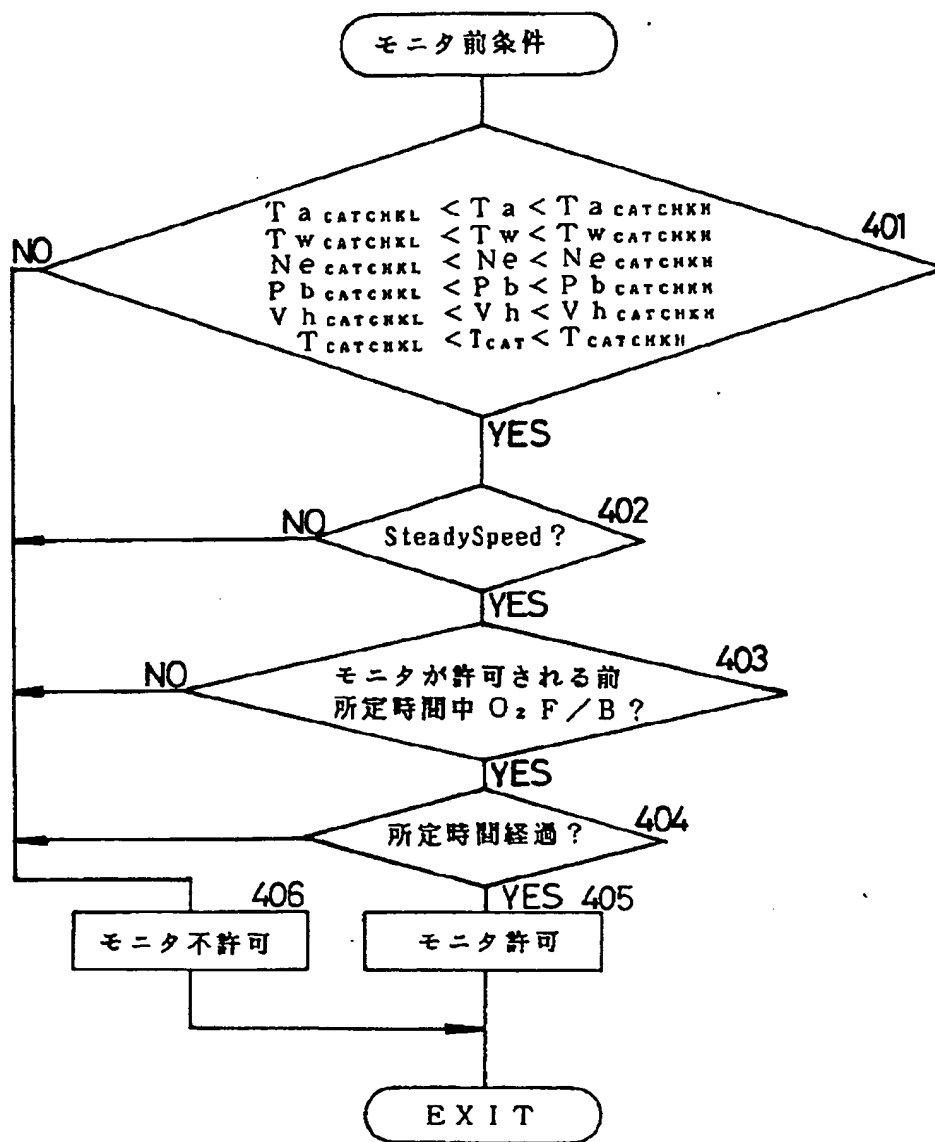 モニタ前条件
Ta CATCHKL <Ta<Ta CATCHKH
Tw CATCHKL <Tw<Tw CATCHKH
Ne CATCHKL <Ne<Ne CATCHKH
Pb CATCHKL <Pb<Pb CATCHKH
Vh CATCHKL <Vh<Vh CATCHKH
T CATCHKL <TCAT<T CATCHKH
401
NO
YES
SteadySpeed?
402
NO
YES
モニタが許可される前
所定時間中O₂F/B?
403
NO
YES
所定時間経過?
404
YES
406
405
モニタ不許可
モニタ許可
EXIT